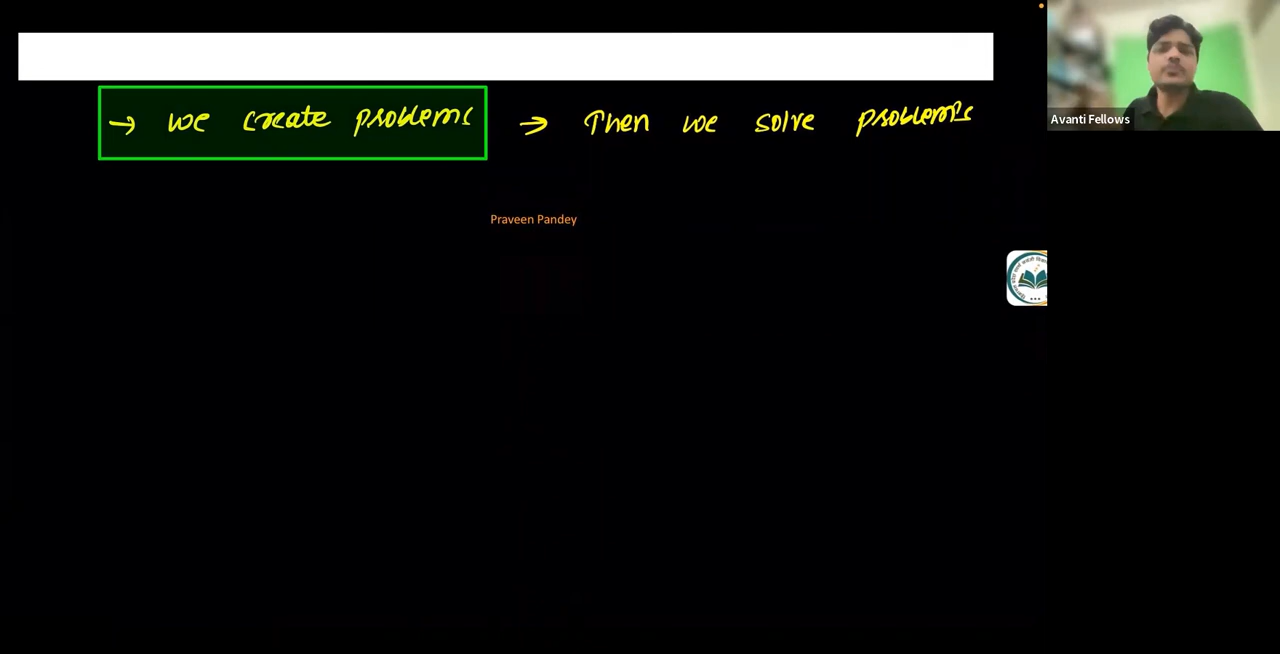 → we create problems → Then we solve problems
Avanti Fellows
Praveen Pandey